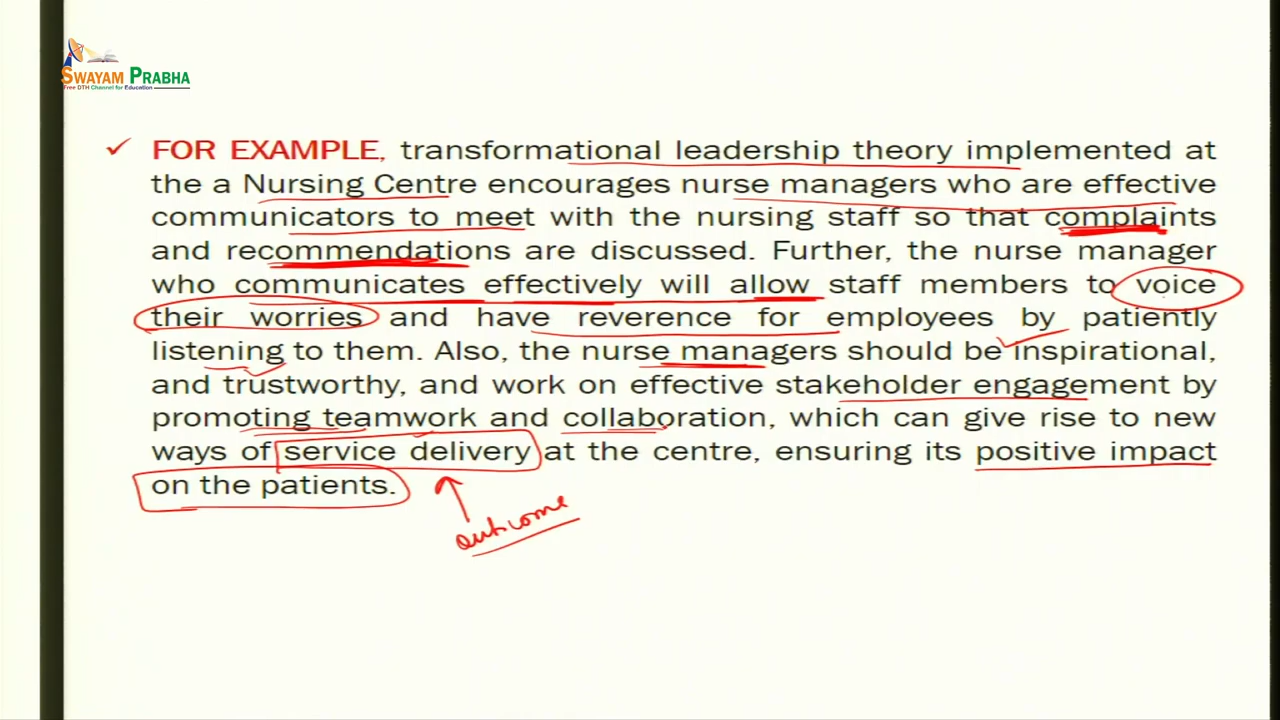 SWAYAM PRABHA
Free DTH Channel for Education
✓ FOR EXAMPLE, transformational leadership theory implemented at
the a Nursing Centre encourages nurse managers who are effective
communicators to meet with the nursing staff so that complaints
and recommendations are discussed. Further, the nurse manager
who communicates effectively will allow staff members to voice
their worries and have reverence for employees by patiently
listening to them. Also, the nurse managers should be inspirational,
and trustworthy, and work on effective stakeholder engagement by
promoting teamwork and collaboration, which can give rise to new
ways of service delivery at the centre, ensuring its positive impact
on the patients.
outcome